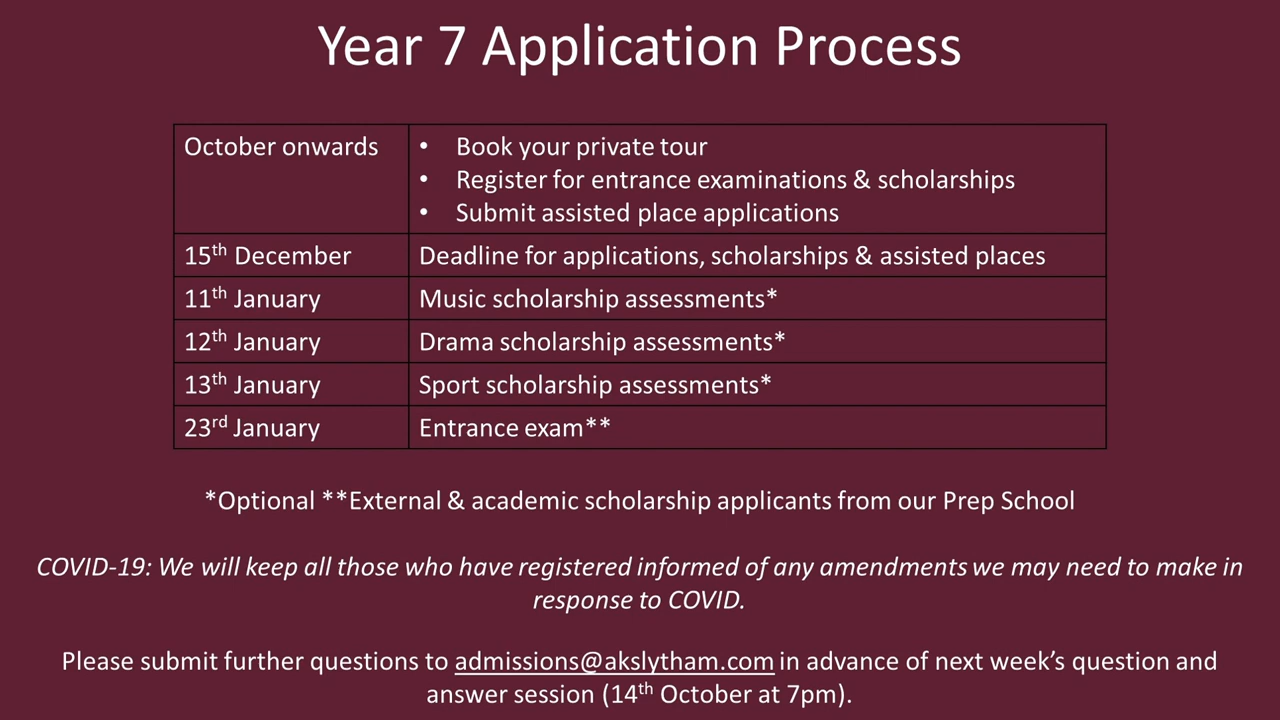 Year 7 Application Process
October onwards
• Book your private tour
• Register for entrance examinations & scholarships
• Submit assisted place applications
15th December Deadline for applications, scholarships & assisted places
11th January Music scholarship assessments*
12th January Drama scholarship assessments*
13th January Sport scholarship assessments*
23rd January Entrance exam**
*Optional **External & academic scholarship applicants from our Prep School
COVID-19: We will keep all those who have registered informed of any amendments we may need to make in
response to COVID.
Please submit further questions to admissions@akslytham.com in advance of next week’s question and
answer session (14th October at 7pm).